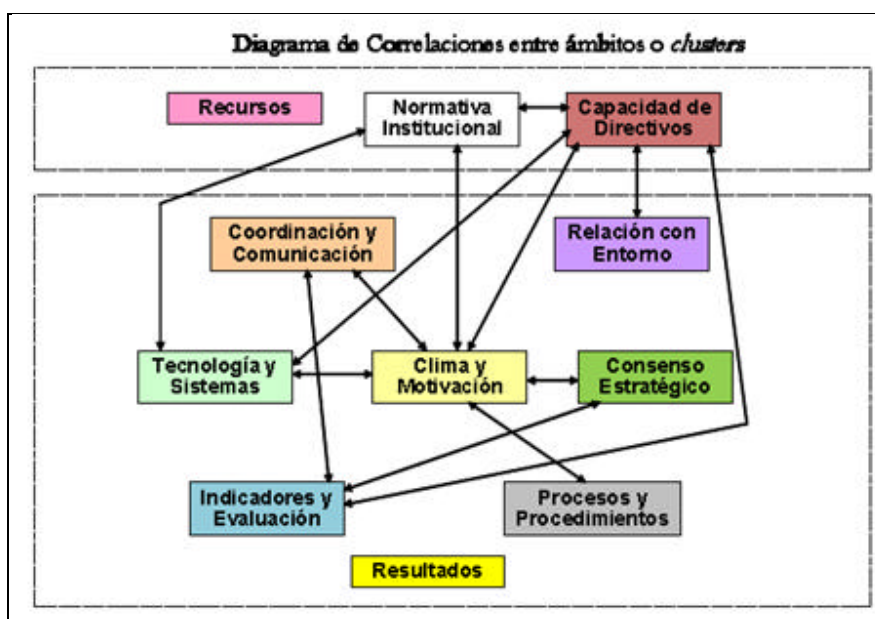 Diagrama de Correlaciones entre ámbitos o clusters
Recursos
Normativa
Institucional
Capacidad de
Directivos
Coordinación y
Comunicación
Relación con
Entorno
Tecnología y
Sistemas
Clima y
Motivación
Consenso
Estratégico
Indicadores y
Evaluación
Procesos y
Procedimientos
Resultados